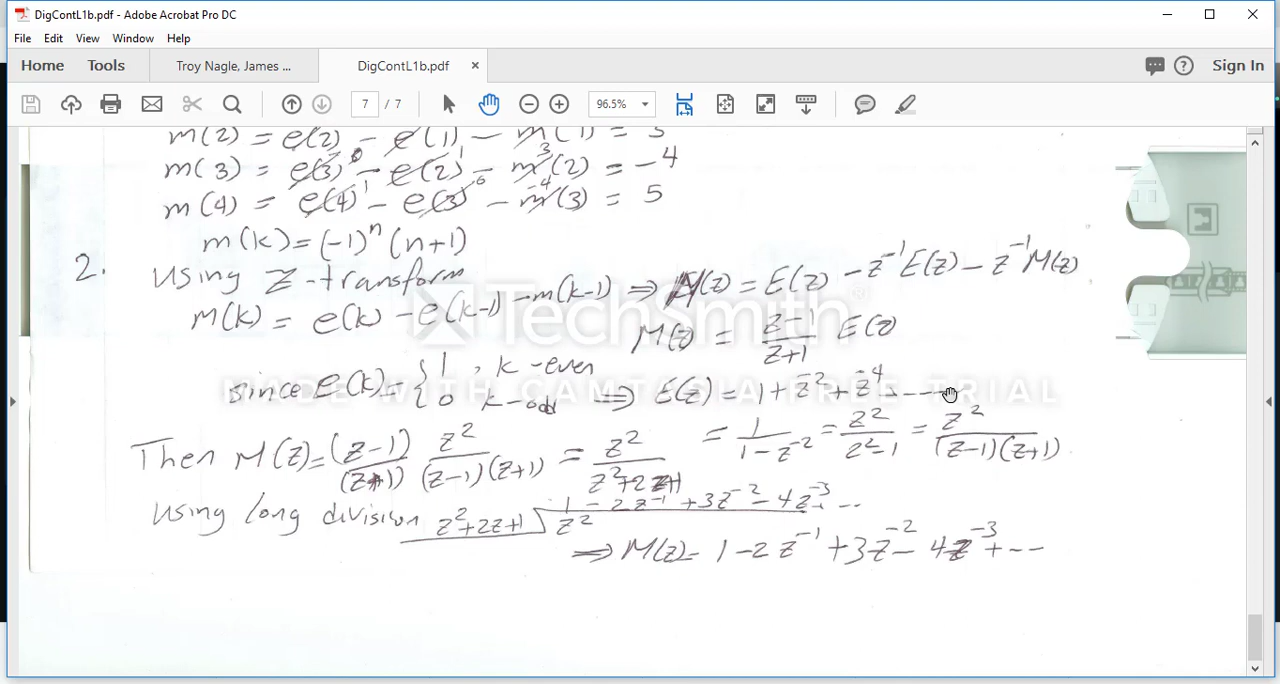 DigContL1b.pdf - Adobe Acrobat Pro DC
File Edit View Window Help
Home Tools Troy Nagle, James ... DigContL1b.pdf × Sign In
7 / 7 96.5%
m(2) = e(2) - e(1) - m(1) = 3
m(3) = e(3) - e(2) - m(2) = -4
m(4) = e(4) - e(3) - m(3) = 5
m(k) = (-1)^n (n+1)
2. Using Z-transform
m(k) = e(k) - e(k-1) - m(k-1) ⇒ M(z) = E(z) - z^-1 E(z) - z^-1 M(z)
M(z) = (z-1)/(z+1) E(z)
since e(k) = { 1, k-even
0 k-odd ⇒ E(z) = 1 + z^-2 + z^-4 + ----
= 1/(1-z^-2) = z^2/(z^2-1) = z^2/((z-1)(z+1))
Then M(z) = (z-1)/(z+1) z^2/((z-1)(z+1)) = z^2/(z^2+2z+1)
Using long division z^2+2z+1 √ z^2
1 - 2z^-1 + 3z^-2 - 4z^-3 + ---
⇒ M(z) = 1 - 2z^-1 + 3z^-2 - 4z^-3 + ---
TechSmith
MADE WITH CAMTASIA FREE TRIAL